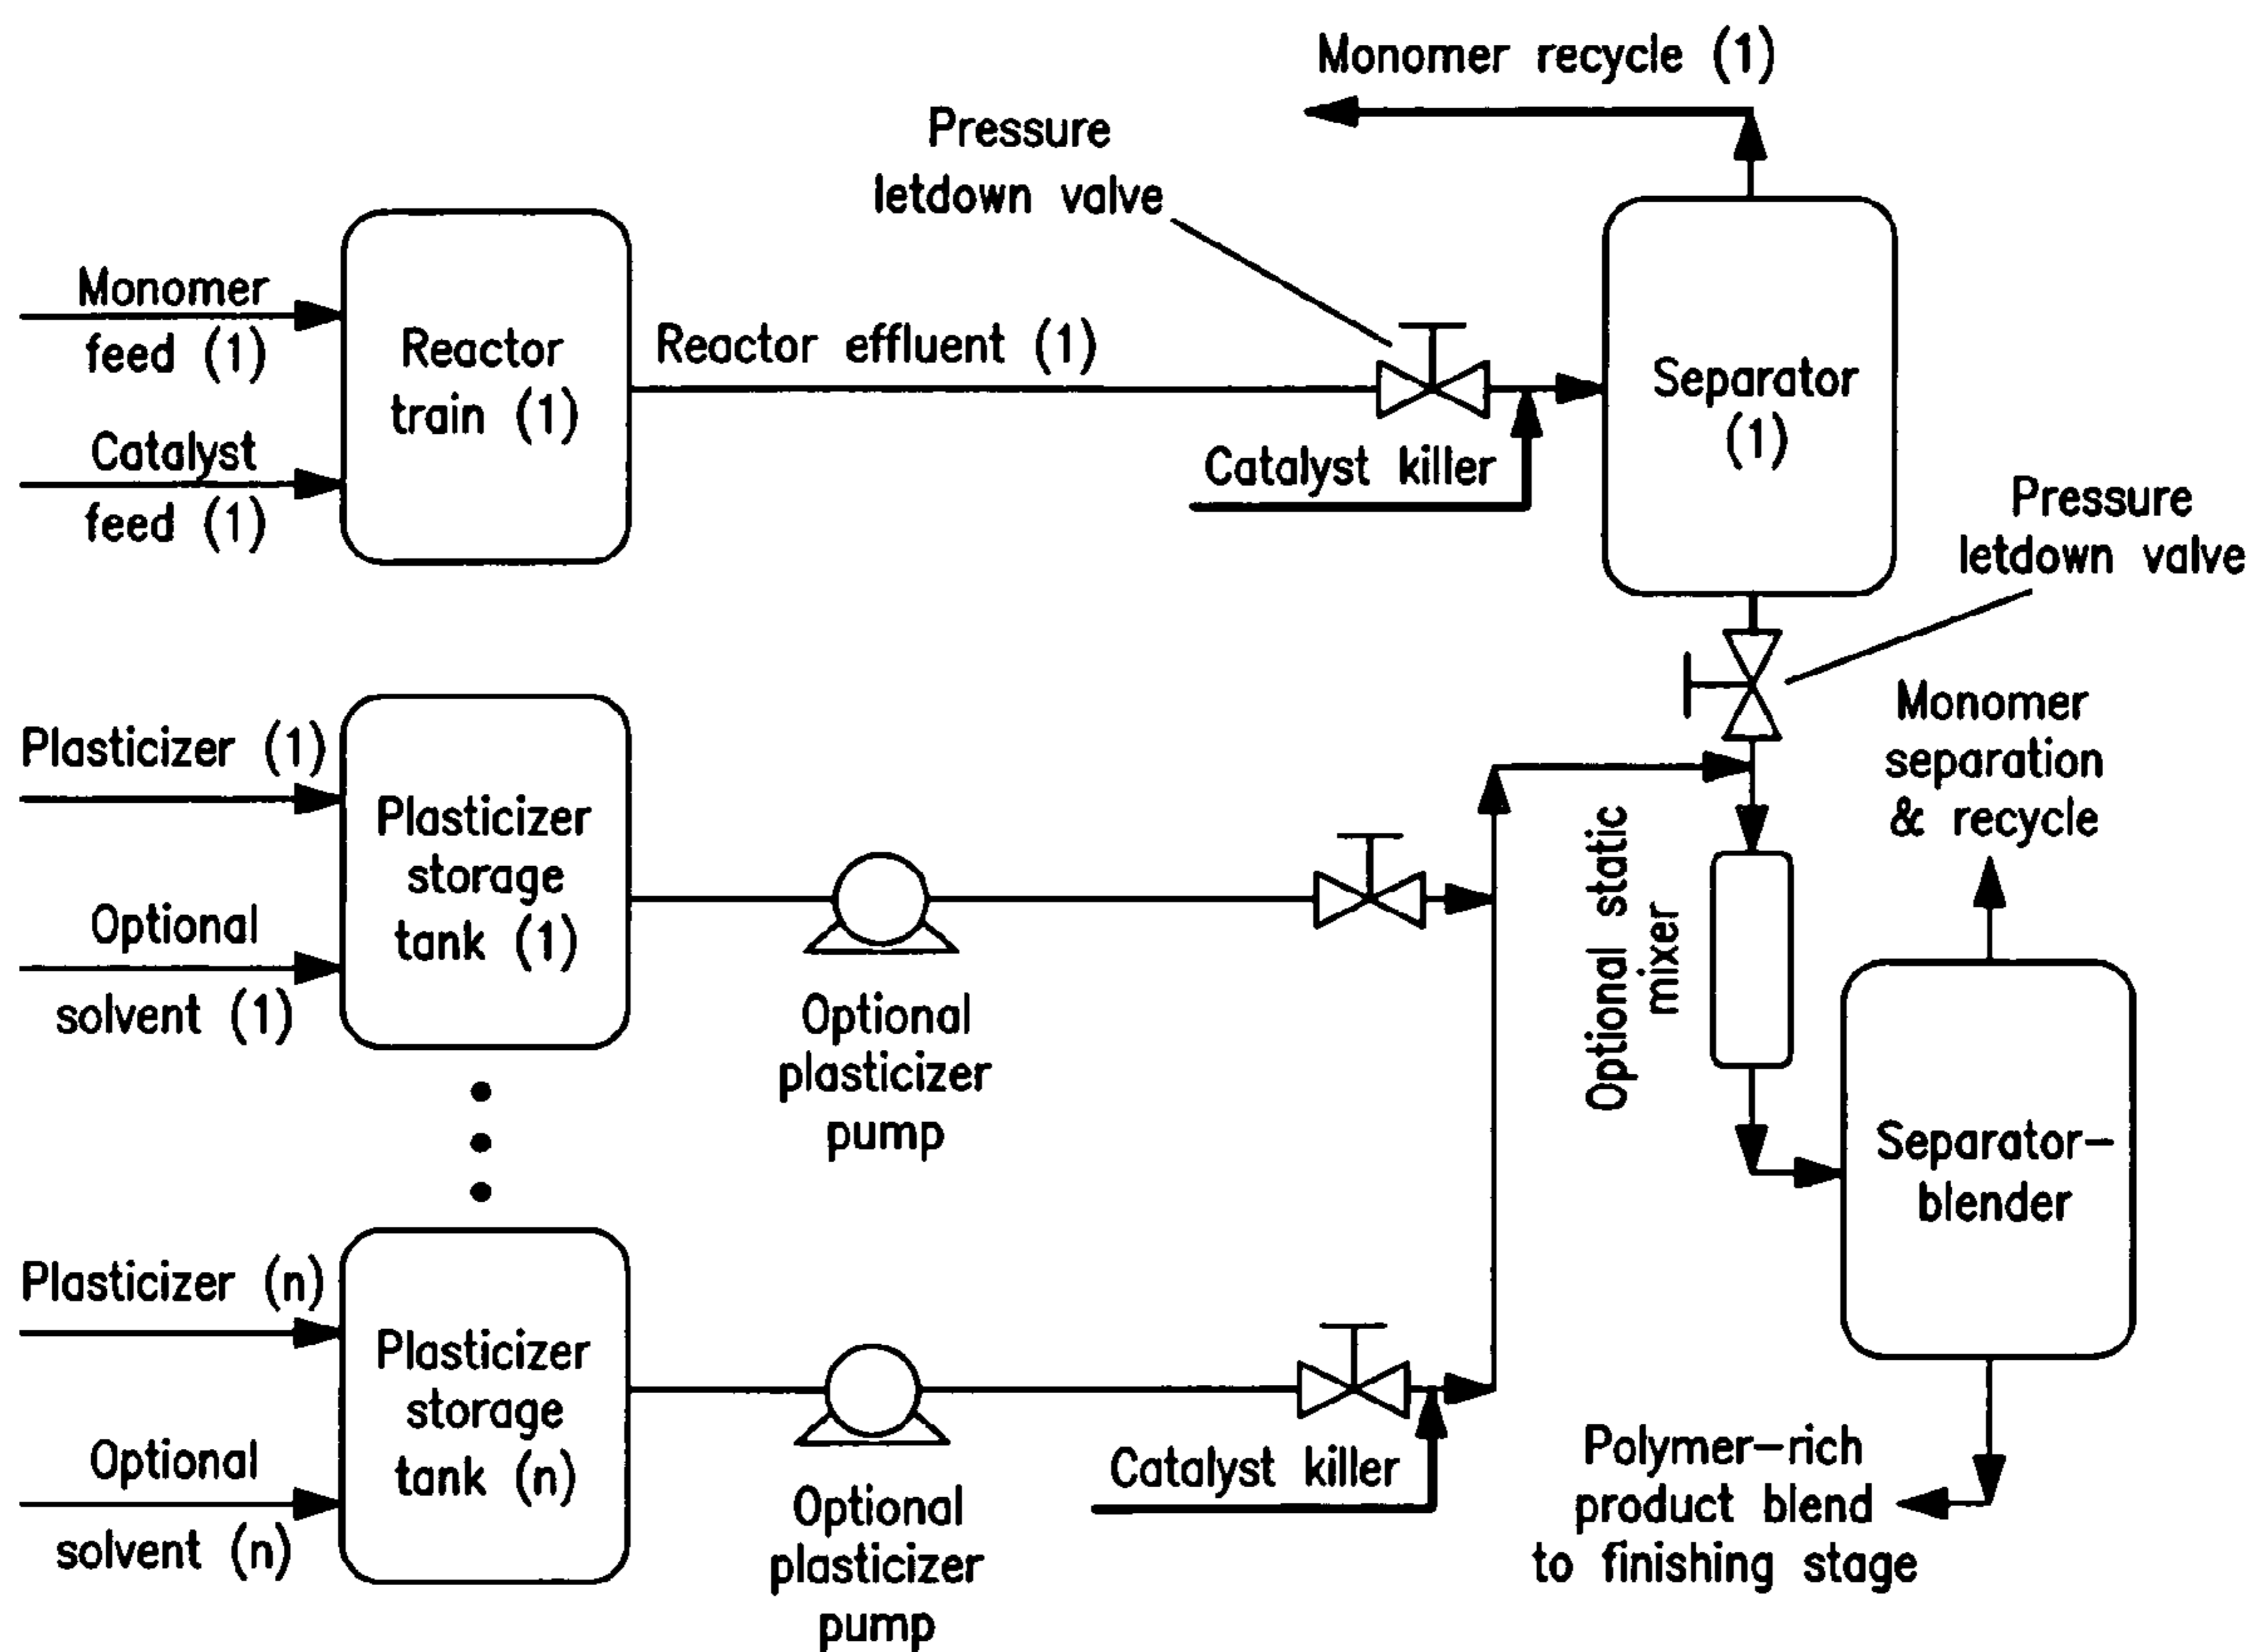 Monomer recycle (1)
Pressure
letdown valve
Monomer
feed (1)
Catalyst
feed (1)
Reactor
train (1)
Reactor effluent (1)
Catalyst killer
Separator
(1)
Pressure
letdown valve
Plasticizer (1)
Optional
solvent (1)
Plasticizer
storage
tank (1)
Optional
plasticizer
pump
Optional static
mixer
Monomer
separation
& recycle
Separator-
blender
Plasticizer (n)
Optional
solvent (n)
Plasticizer
storage
tank (n)
Optional
plasticizer
pump
Catalyst killer
Polymer-rich
product blend
to finishing stage